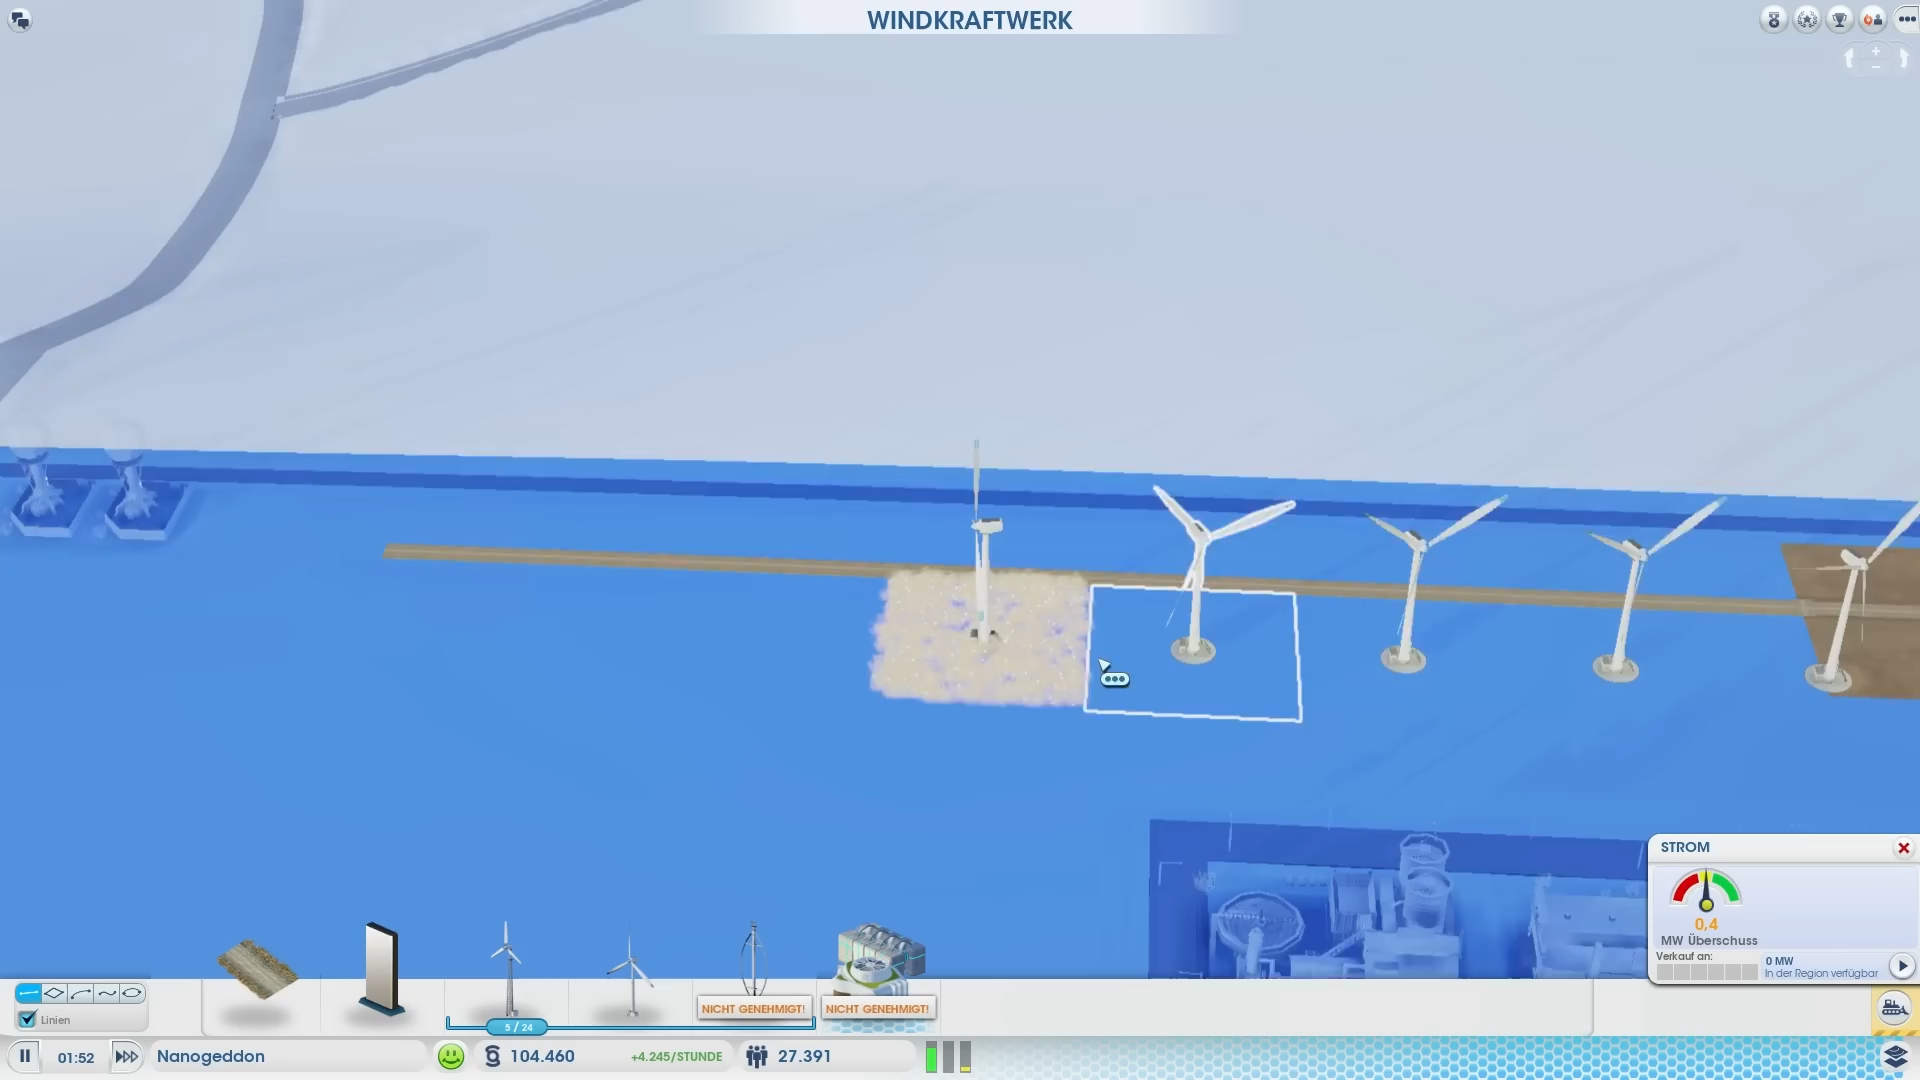 WINDKRAFTWERK
STROM
0,4
MW Überschuss
Verkauf an:
0 MW
In der Region verfügbar
NICHT GENEHMIGT!
NICHT GENEHMIGT!
Linien
5 / 24
01:52
Nanogeddon
104.460
+4.245/STUNDE
27.391